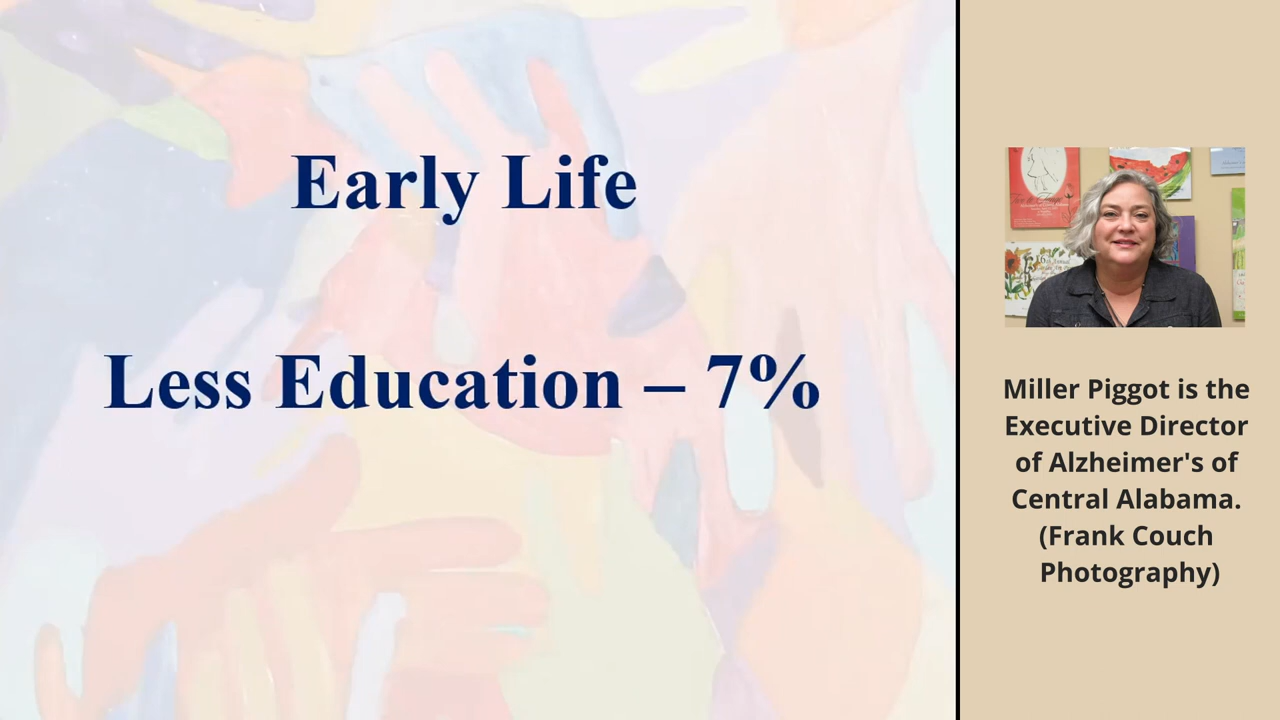 Early Life
Less Education – 7%
Miller Piggot is the
Executive Director
of Alzheimer's of
Central Alabama.
(Frank Couch
Photography)